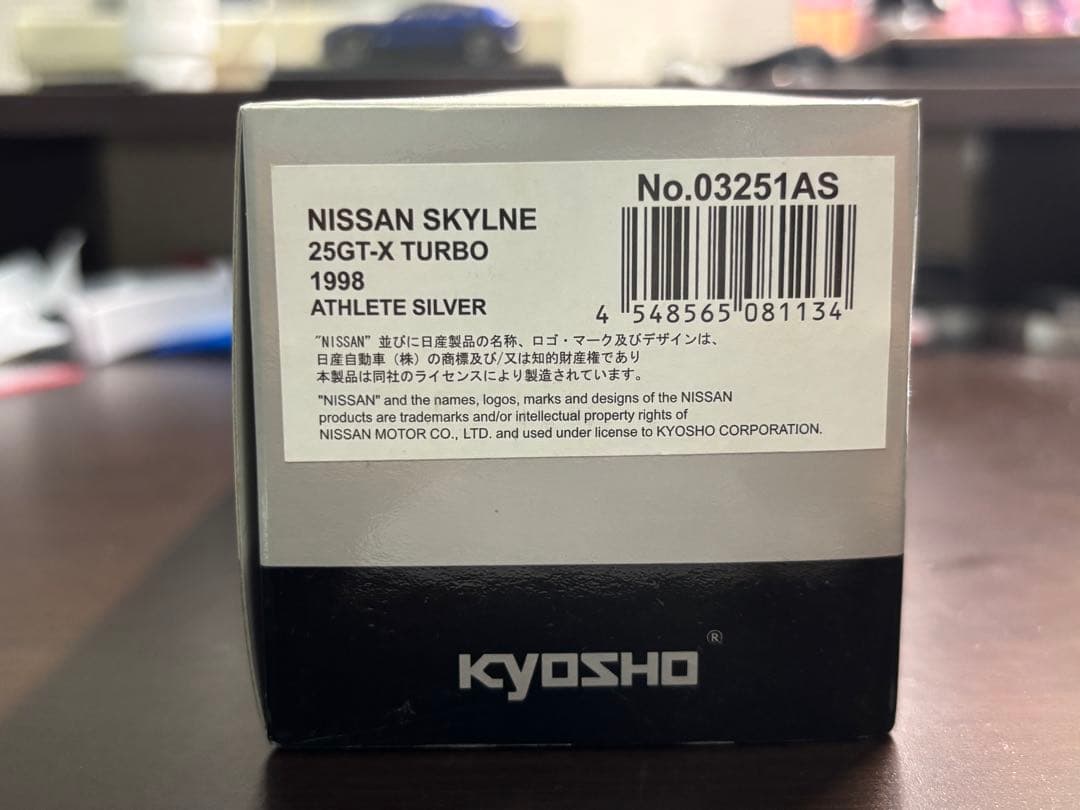 No.03251AS
NISSAN SKYLNE
25GT-X TURBO
1998
ATHLETE SILVER
4 548565 081134
"NISSAN" 並びに日産製品の名称、ロゴ・マーク及びデザインは、
日産自動車（株）の商標及び/又は知的財産権であり
本製品は同社のライセンスにより製造されています。
"NISSAN" and the names, logos, marks and designs of the NISSAN
products are trademarks and/or intellectual property rights of
NISSAN MOTOR CO., LTD. and used under license to KYOSHO CORPORATION.
KYOSHO®